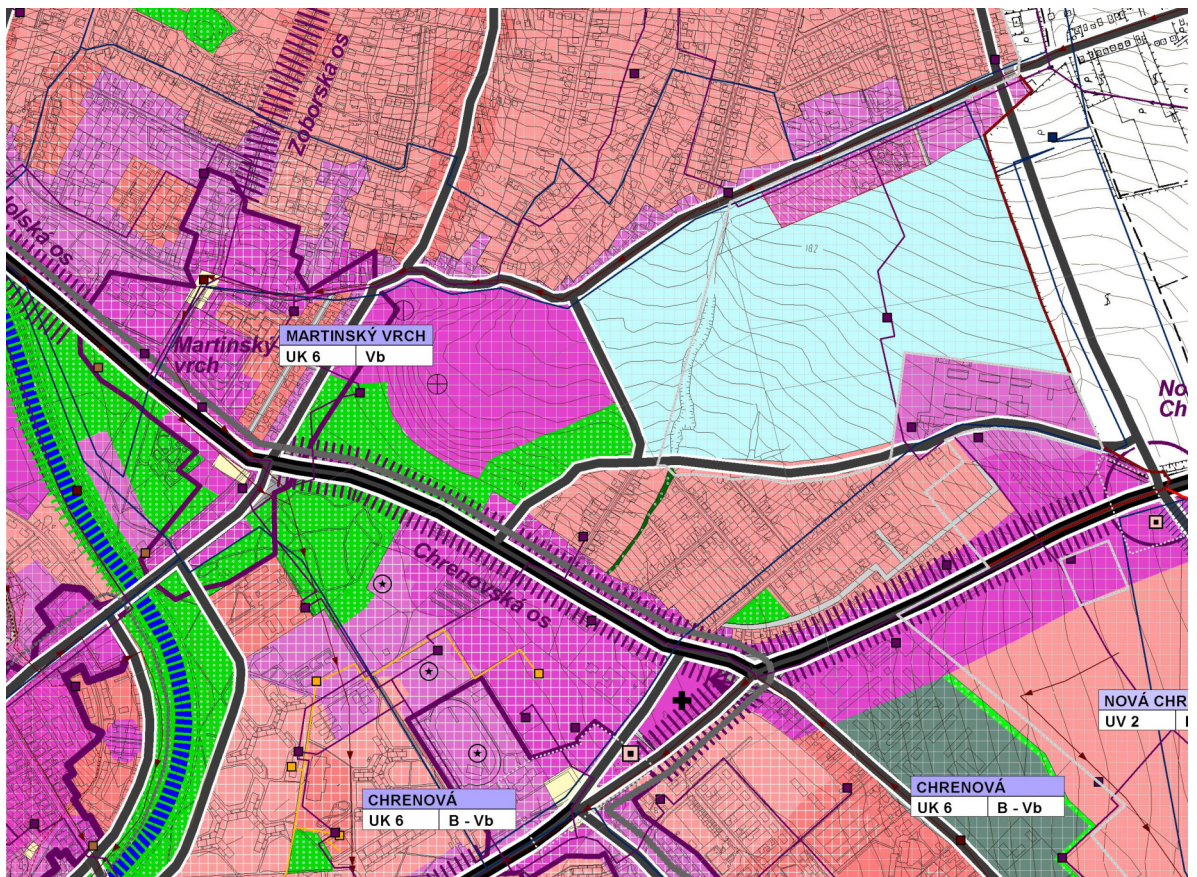 Zoborská os
olská os
Martinský
vrch
MARTINSKÝ VRCH
UK 6 Vb
182
No
Ch
Chrenovská os
CHRENOVÁ
UK 6 B - Vb
CHRENOVÁ
UK 6 B - Vb
NOVÁ CHR
UV 2